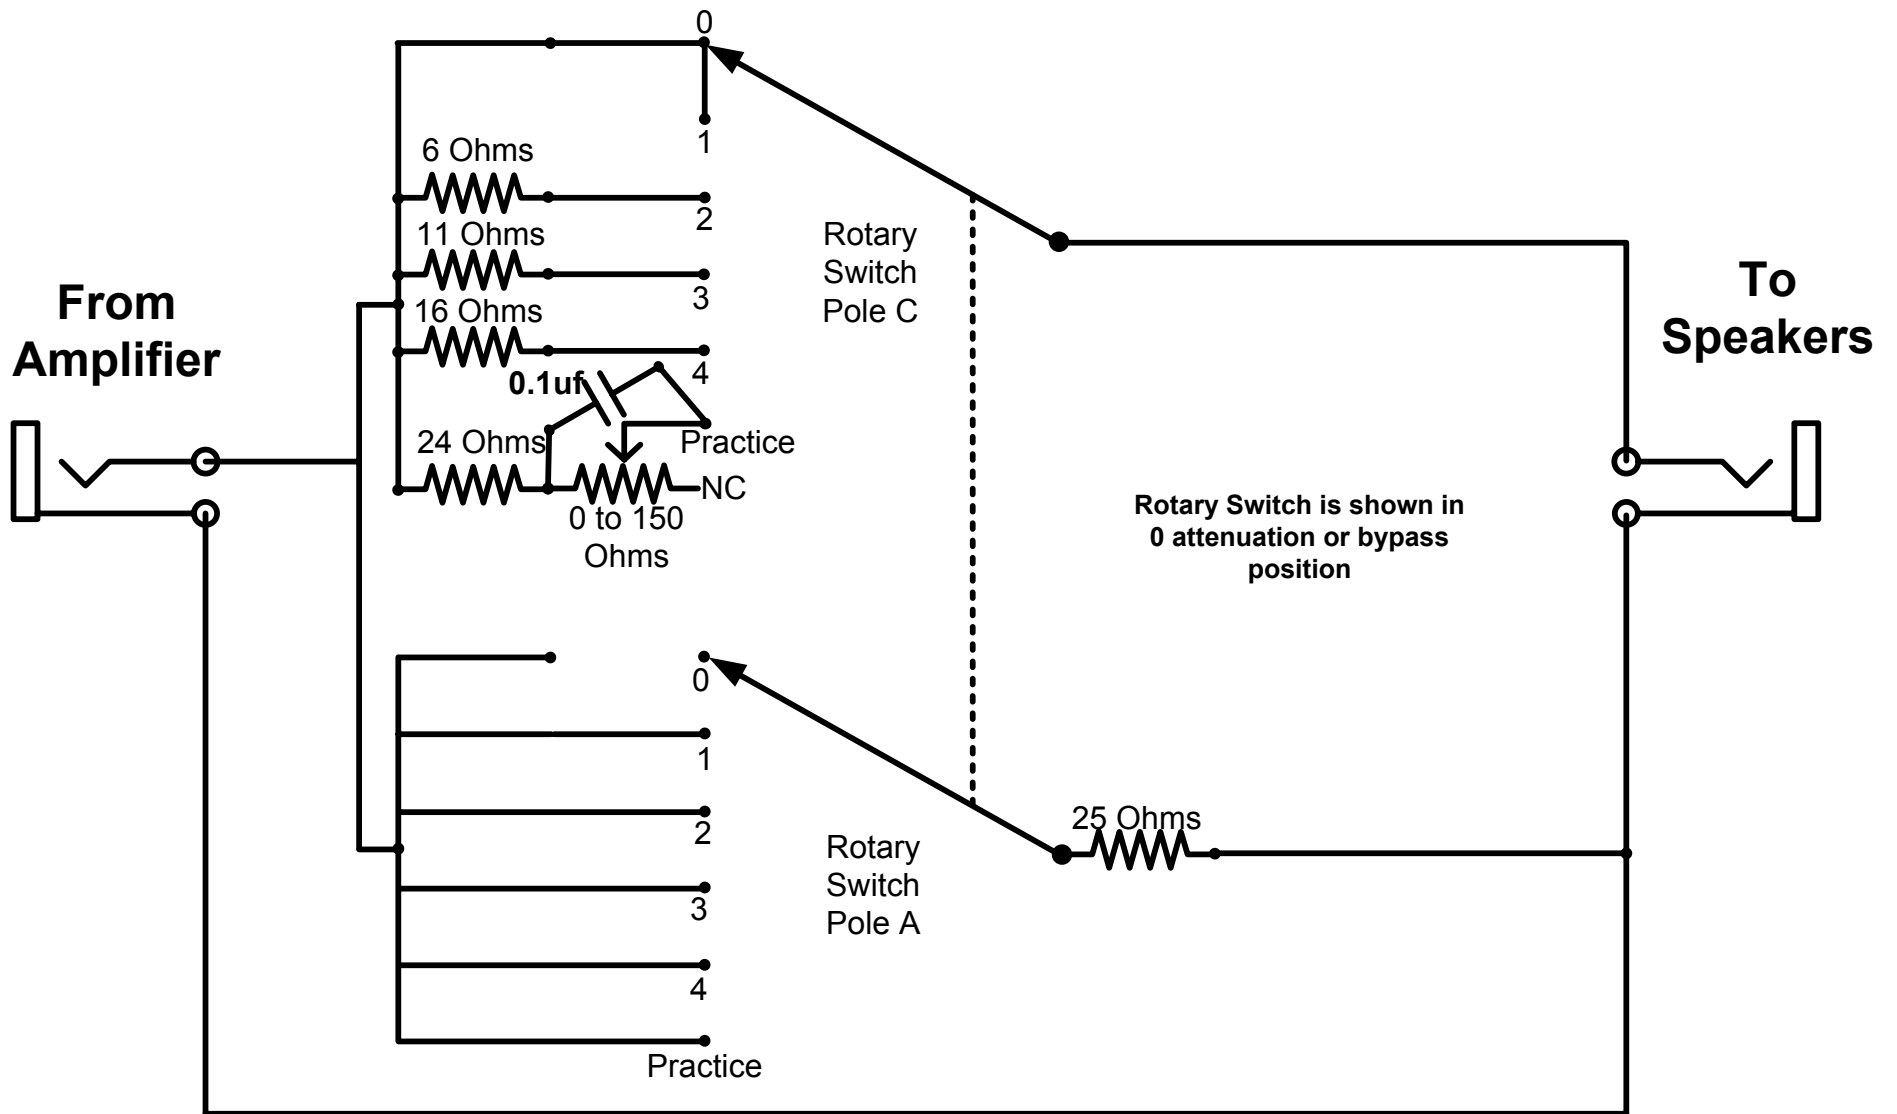 0
1
6 Ohms
2
11 Ohms
3
16 Ohms
4
0.1uf
24 Ohms
Practice
NC
0 to 150
Ohms
Rotary
Switch
Pole C
From
Amplifier
To
Speakers
Rotary Switch is shown in
0 attenuation or bypass
position
0
1
2
3
4
Practice
Rotary
Switch
Pole A
25 Ohms